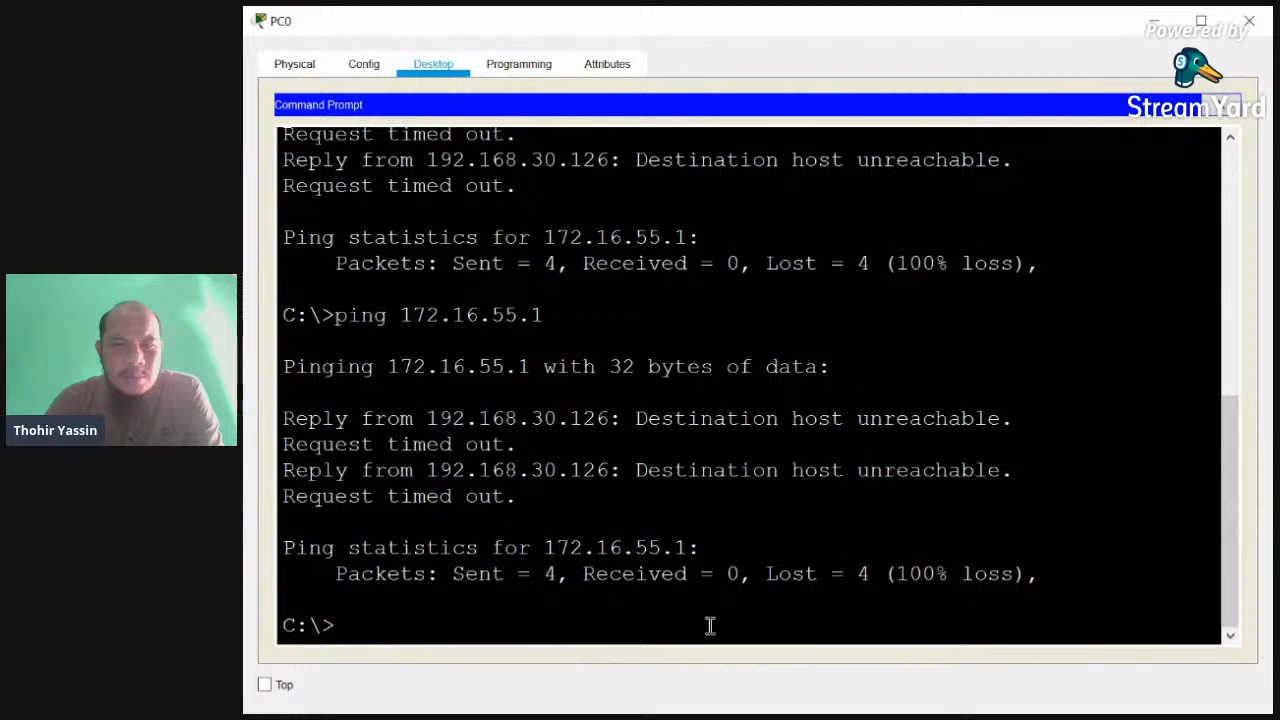 PC0
Powered by
StreamYard
Physical
Config
Desktop
Programming
Attributes
Command Prompt
Request timed out.
Reply from 192.168.30.126: Destination host unreachable.
Request timed out.
Ping statistics for 172.16.55.1:
Packets: Sent = 4, Received = 0, Lost = 4 (100% loss),
C:\>ping 172.16.55.1
Pinging 172.16.55.1 with 32 bytes of data:
Reply from 192.168.30.126: Destination host unreachable.
Request timed out.
Reply from 192.168.30.126: Destination host unreachable.
Request timed out.
Ping statistics for 172.16.55.1:
Packets: Sent = 4, Received = 0, Lost = 4 (100% loss),
C:\>
Top
Thohir Yassin